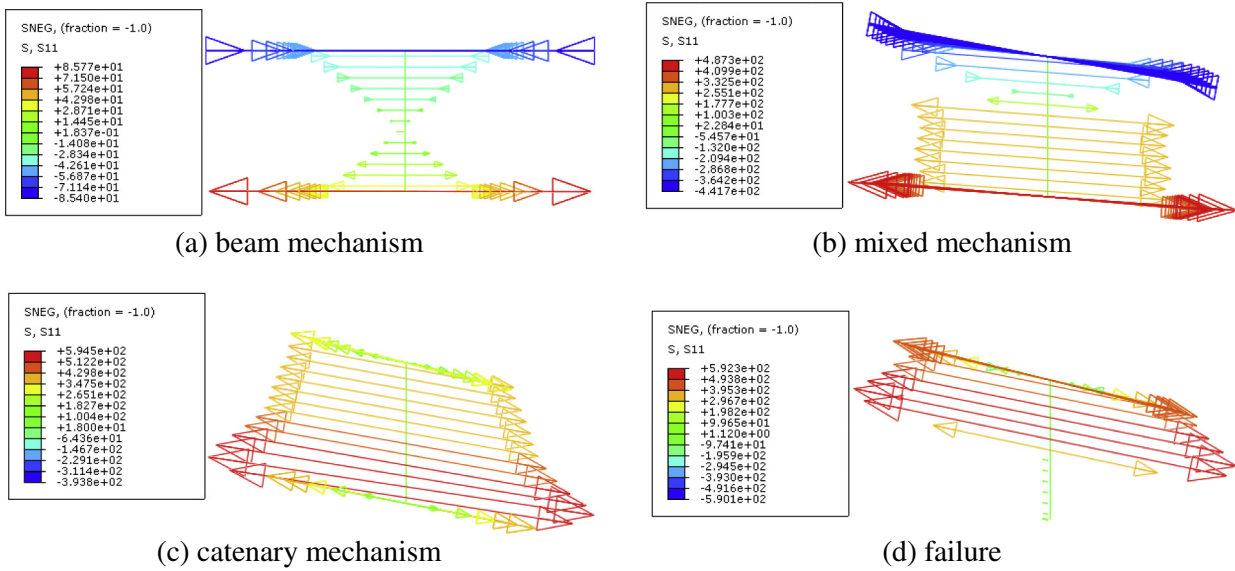 SNEG, (fraction = -1.0)
S, S11
+8.577e+01
+7.150e+01
+5.724e+01
+4.298e+01
+2.871e+01
+1.445e+01
+1.837e-01
-1.408e+01
-2.834e+01
-4.261e+01
-5.687e+01
-7.114e+01
-8.540e+01
(a) beam mechanism
SNEG, (fraction = -1.0)
S, S11
+4.873e+02
+4.099e+02
+3.325e+02
+2.551e+02
+1.777e+02
+1.003e+02
+2.284e+01
-5.457e+01
-1.320e+02
-2.094e+02
-2.868e+02
-3.642e+02
-4.417e+02
(b) mixed mechanism
SNEG, (fraction = -1.0)
S, S11
+5.945e+02
+5.122e+02
+4.298e+02
+3.475e+02
+2.651e+02
+1.827e+02
+1.004e+02
+1.800e+01
-6.436e+01
-1.467e+02
-2.291e+02
-3.114e+02
-3.938e+02
(c) catenary mechanism
SNEG, (fraction = -1.0)
S, S11
+5.923e+02
+4.938e+02
+3.953e+02
+2.967e+02
+1.982e+02
+9.965e+01
+1.120e+00
-9.741e+01
-1.959e+02
-2.945e+02
-3.930e+02
-4.916e+02
-5.901e+02
(d) failure